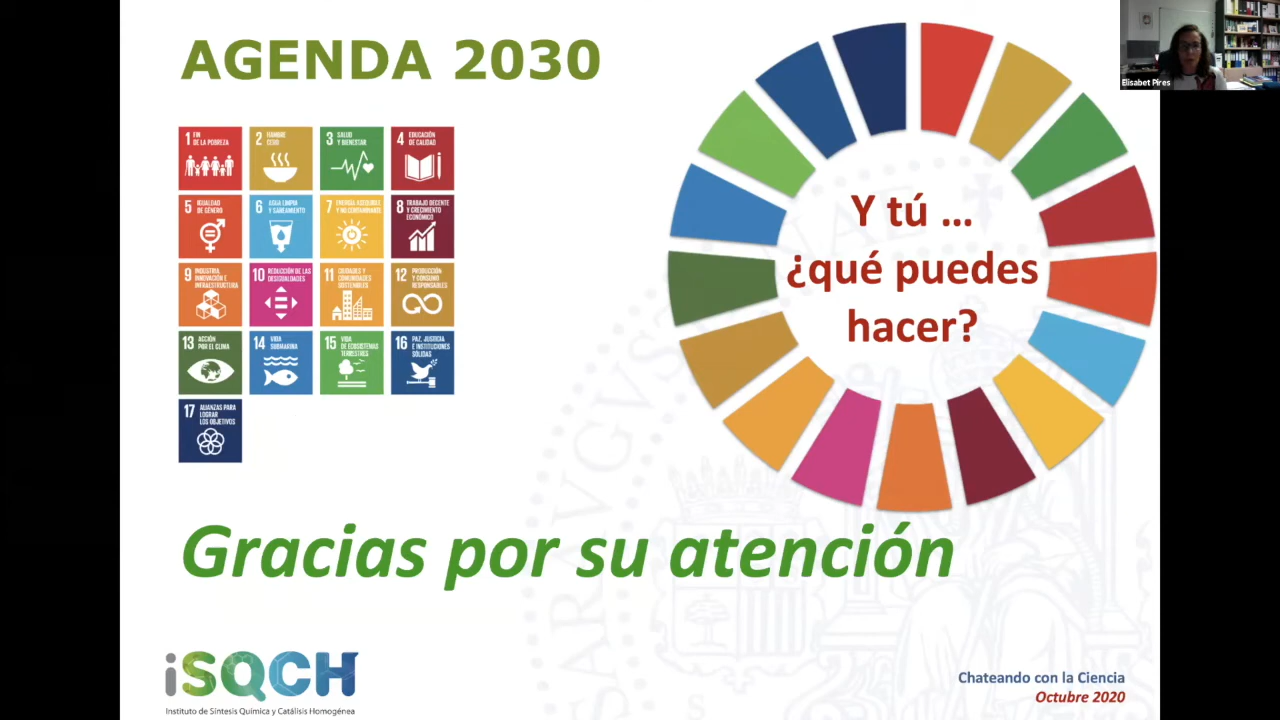 AGENDA 2030
Elisabet Pires
1 FIN
DE LA POBREZA
2 HAMBRE
CERO
3 SALUD
Y BIENESTAR
4 EDUCACIÓN
DE CALIDAD
5 IGUALDAD
DE GÉNERO
6 AGUA LIMPIA
Y SANEAMIENTO
7 ENERGÍA ASEQUIBLE
Y NO CONTAMINANTE
8 TRABAJO DECENTE
Y CRECIMIENTO
ECONÓMICO
9 INDUSTRIA,
INNOVACIÓN E
INFRAESTRUCTURA
10 REDUCCIÓN DE LAS
DESIGUALDADES
11 CIUDADES Y
COMUNIDADES
SOSTENIBLES
12 PRODUCCIÓN
Y CONSUMO
RESPONSABLES
13 ACCIÓN
POR EL CLIMA
14 VIDA
SUBMARINA
15 VIDA
DE ECOSISTEMAS
TERRESTRES
16 PAZ, JUSTICIA
E INSTITUCIONES
SÓLIDAS
17 ALIANZAS PARA
LOGRAR
LOS OBJETIVOS
Y tú ...
¿qué puedes
hacer?
Gracias por su atención
iSQCH
Instituto de Síntesis Química y Catálisis Homogénea
Chateando con la Ciencia
Octubre 2020